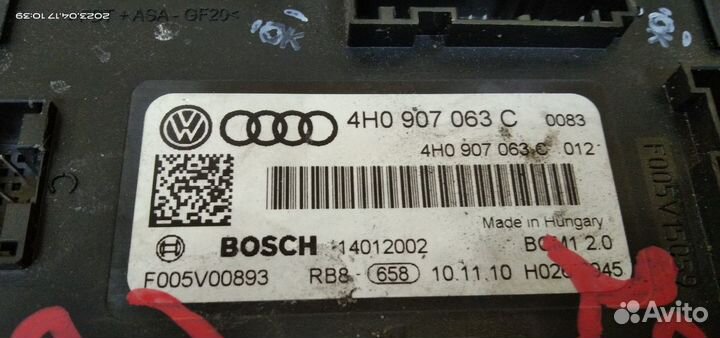 2023.04.17 10:39
+ ASA - GF20<
OK
OK
4H0 907 063 C 0083
4H0 907 063 C 012
Made in Hungary
BOSCH 14012002 BCM1 2.0
F005V00893 RB8- 658 10.11.10
C
Avito